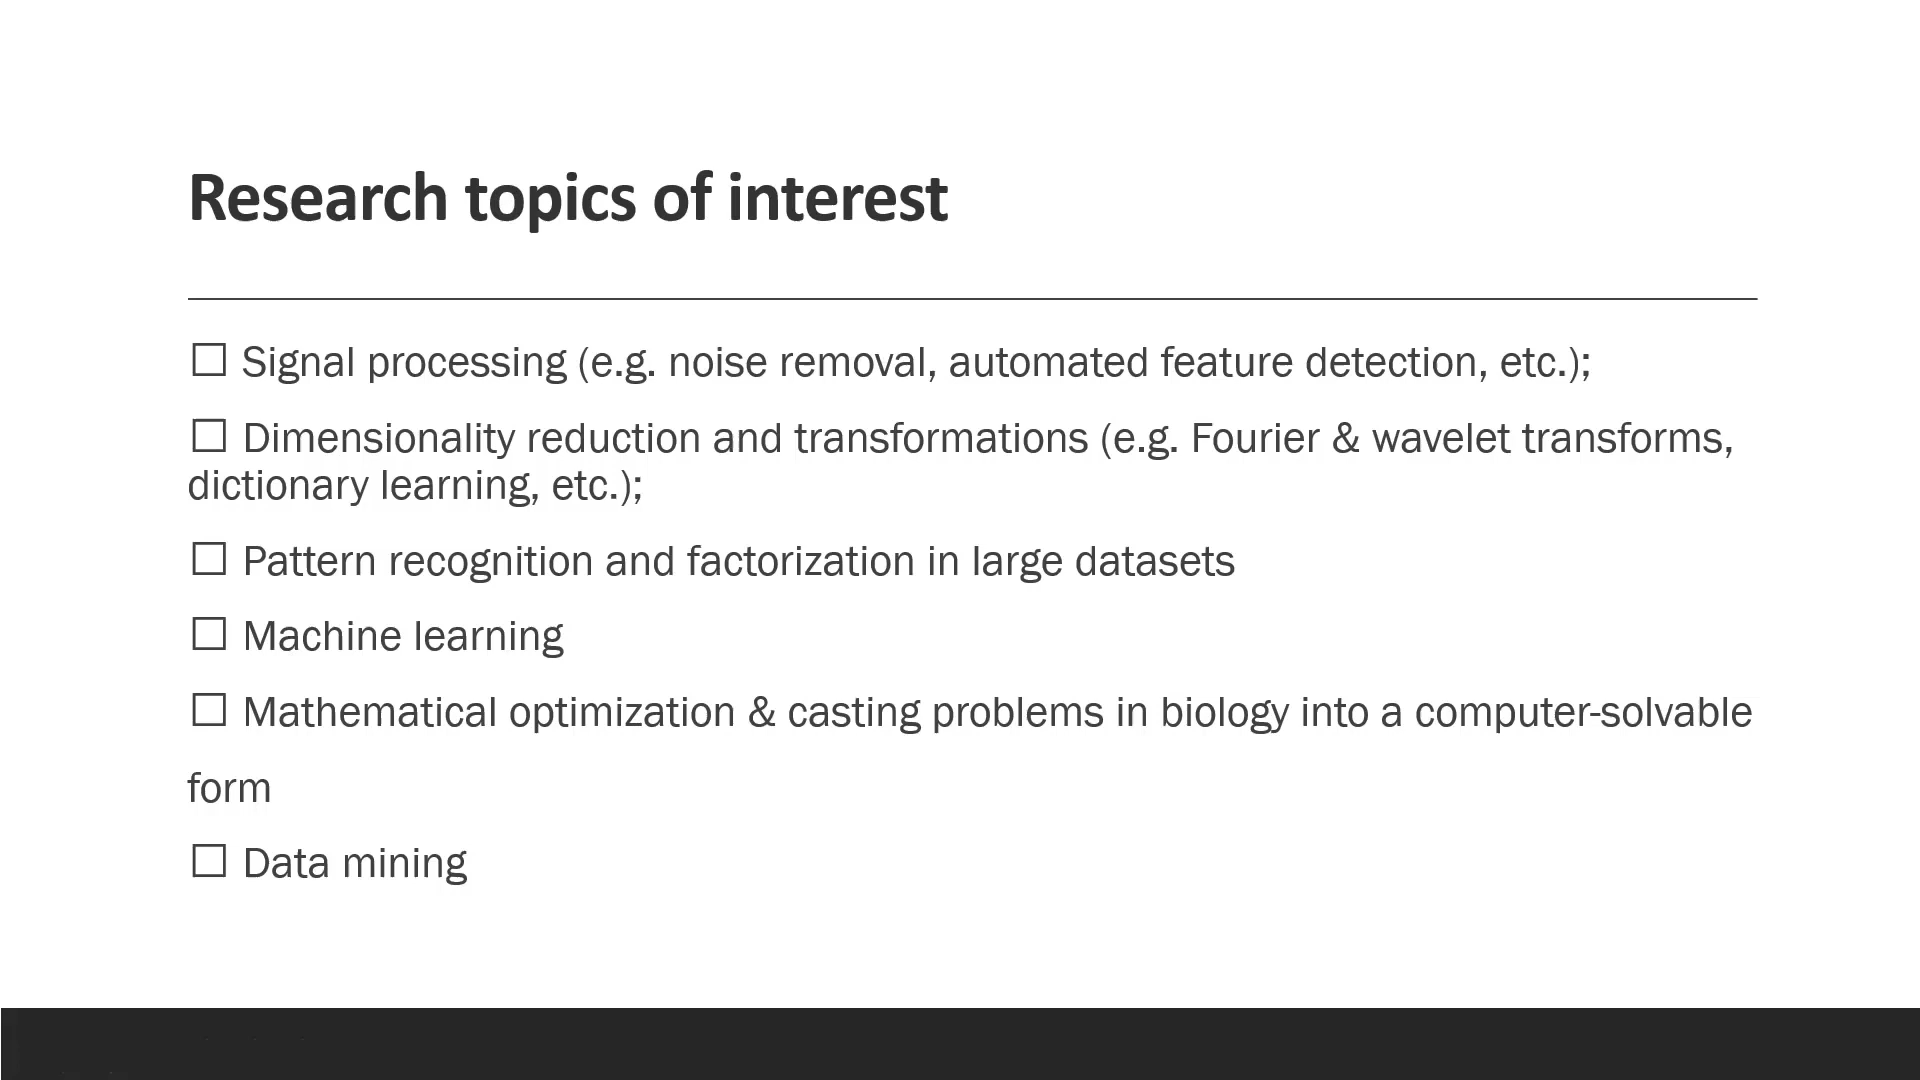 Research topics of interest
☐ Signal processing (e.g. noise removal, automated feature detection, etc.);
☐ Dimensionality reduction and transformations (e.g. Fourier & wavelet transforms,
dictionary learning, etc.);
☐ Pattern recognition and factorization in large datasets
☐ Machine learning
☐ Mathematical optimization & casting problems in biology into a computer-solvable
form
☐ Data mining